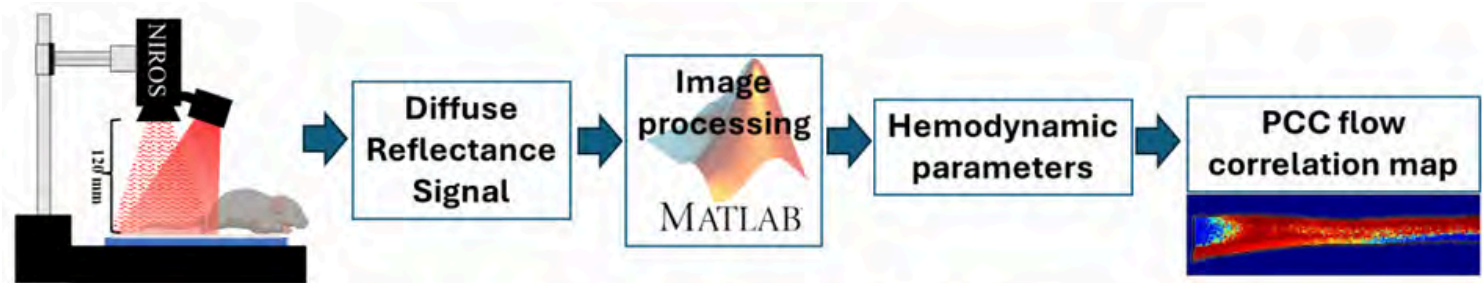 NIROS
120 mm
Diffuse
Reflectance
Signal
Image
processing
MATLAB
Hemodynamic
parameters
PCC flow
correlation map